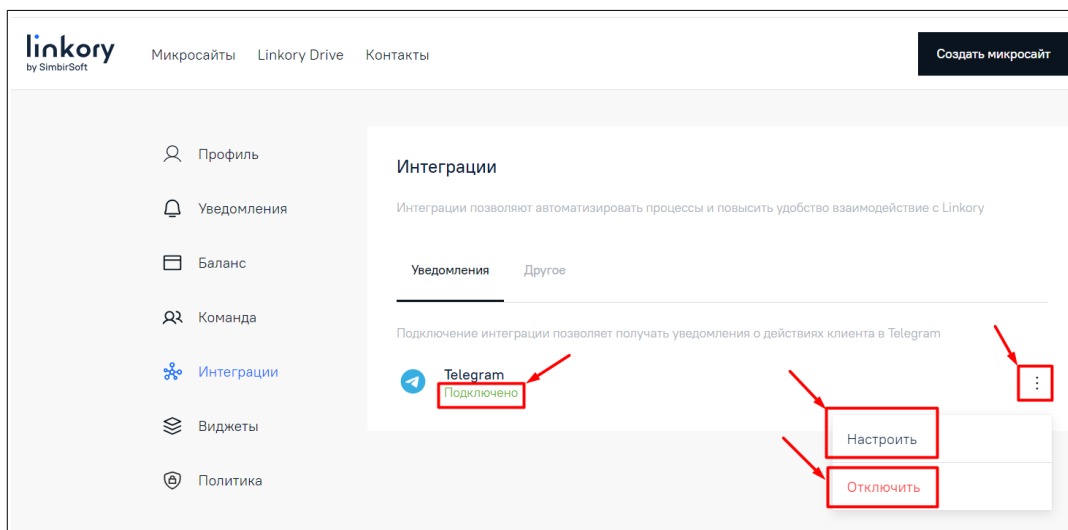 linkory
by SimbirSoft
Микросайты Linkory Drive Контакты
Создать микросайт
Профиль
Уведомления
Баланс
Команда
Интеграции
Виджеты
Политика
Интеграции
Интеграции позволяют автоматизировать процессы и повысить удобство взаимодействие с Linkory
Уведомления Другое
Подключение интеграции позволяет получать уведомления о действиях клиента в Telegram
Telegram
Подключено
Настроить
Отключить